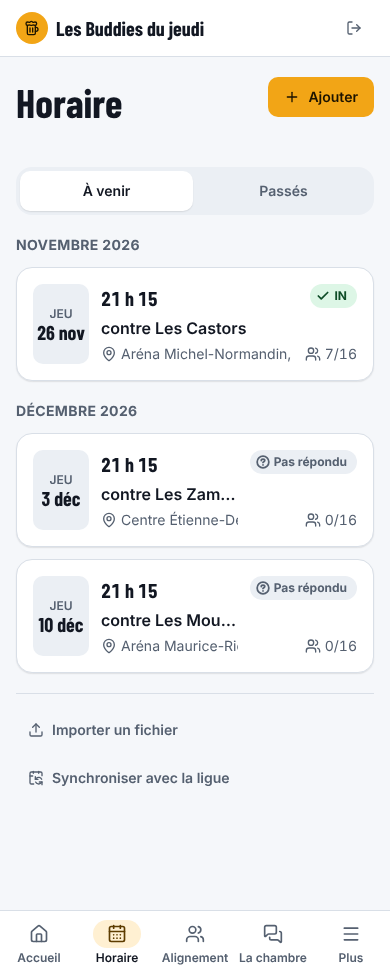 Les Buddies du jeudi
Horaire
Ajouter
À venir
Passés
NOVEMBRE 2026
JEU
26 nov
21 h 15
IN
contre Les Castors
Aréna Michel-Normandin,
7/16
DÉCEMBRE 2026
JEU
3 déc
21 h 15
Pas répondu
contre Les Zam...
Centre Étienne-De
0/16
JEU
10 déc
21 h 15
Pas répondu
contre Les Mou...
Aréna Maurice-Ri
0/16
Importer un fichier
Synchroniser avec la ligue
Accueil
Horaire
Alignement
La chambre
Plus